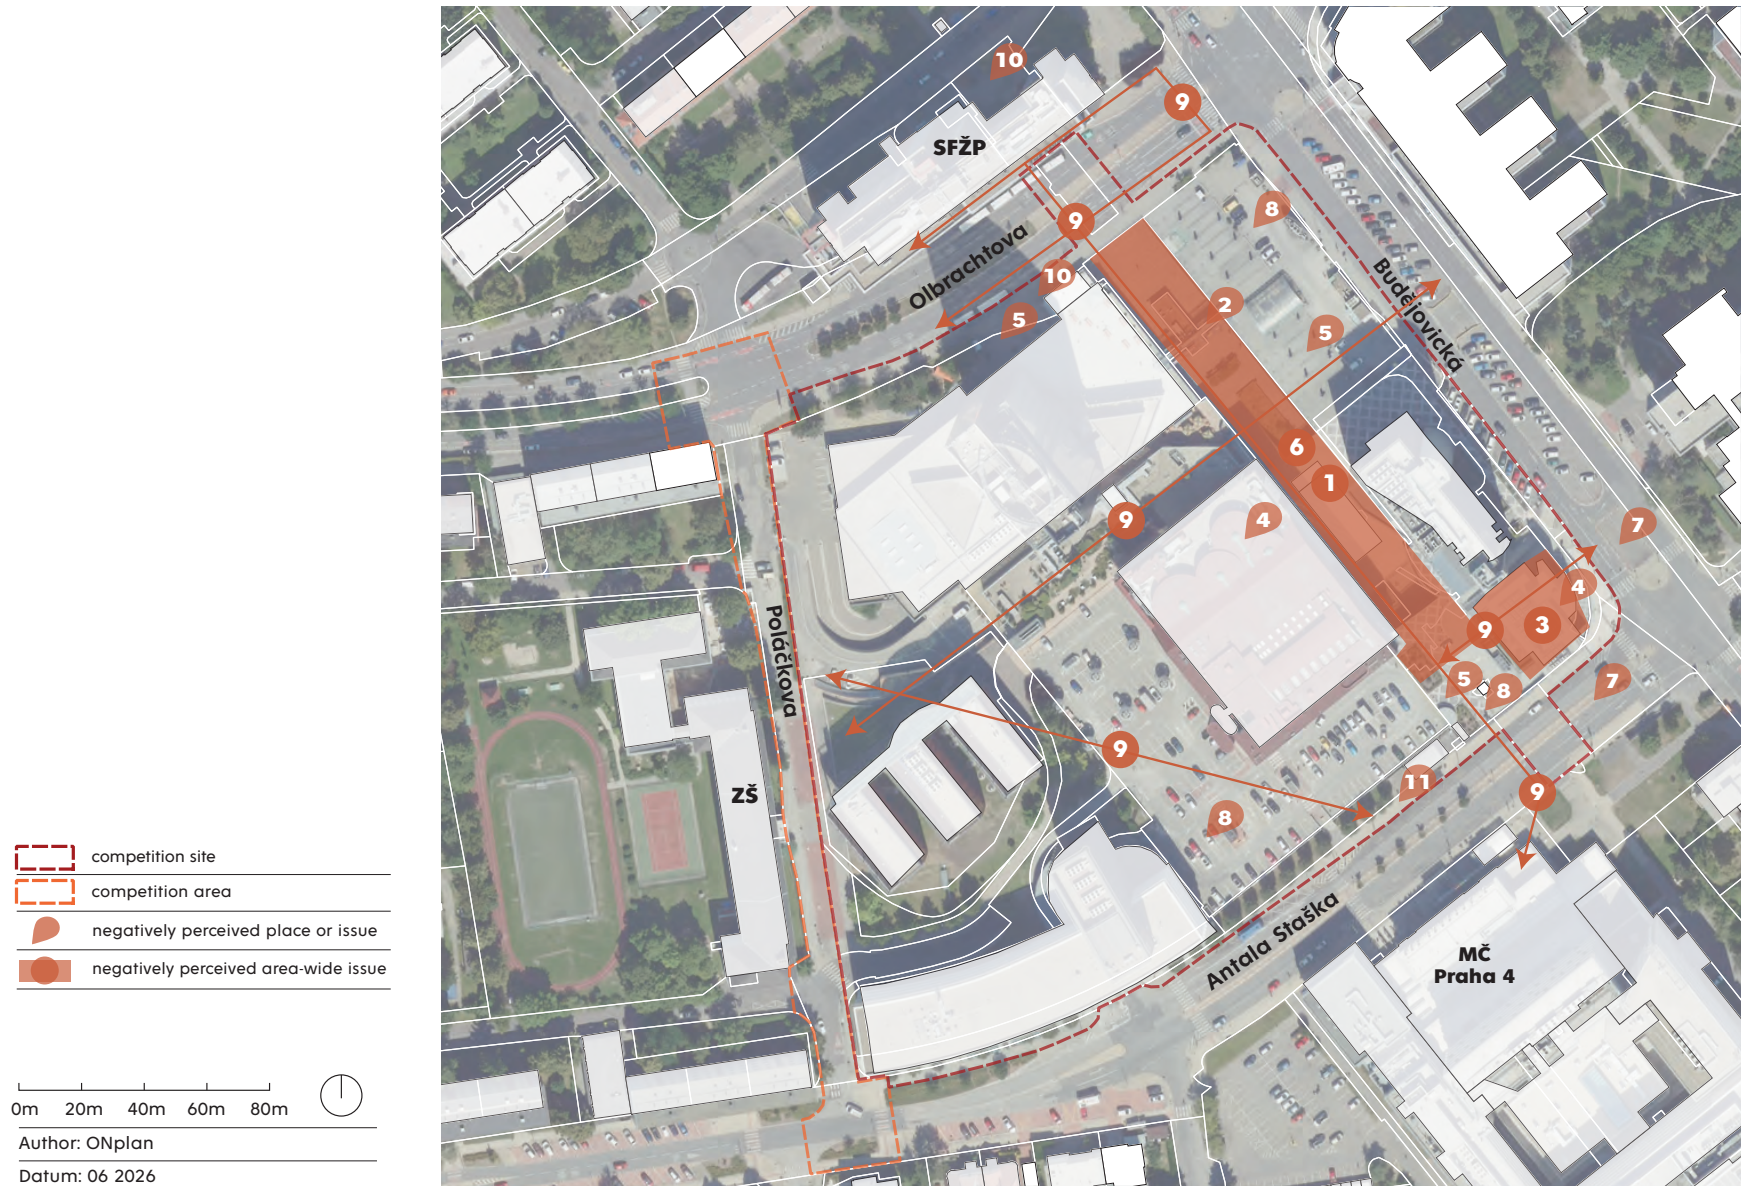 10
9
SFŽP
8
9
Olbrachtova
10
2
5
5
Budějovická
6
1
4
9
7
4
3
9
Poláčkova
5
8
7
9
ZŠ
11
9
8
Antala Staška
MČ
Praha 4
competition site
competition area
negatively perceived place or issue
negatively perceived area-wide issue
0m 20m 40m 60m 80m
Author: ONplan
Datum: 06 2026